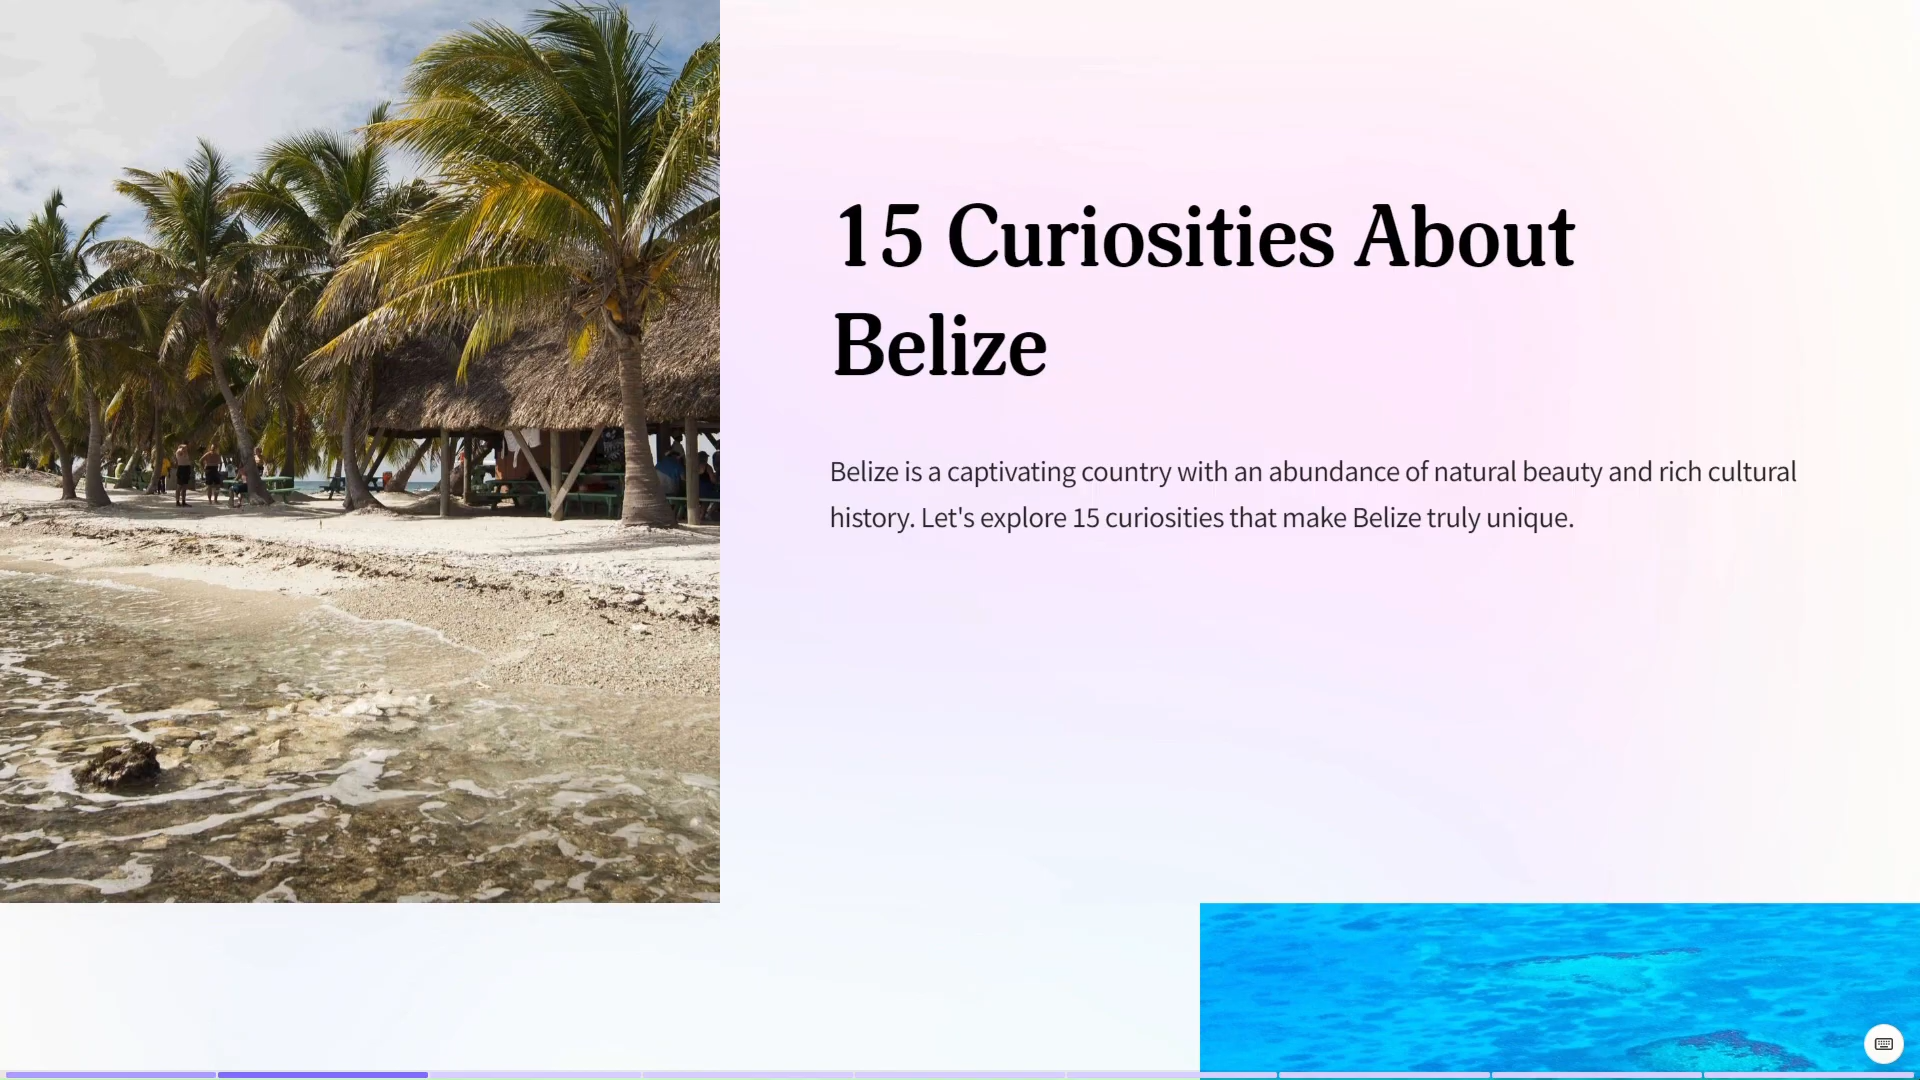 15 Curiosities About
Belize
Belize is a captivating country with an abundance of natural beauty and rich cultural
history. Let's explore 15 curiosities that make Belize truly unique.